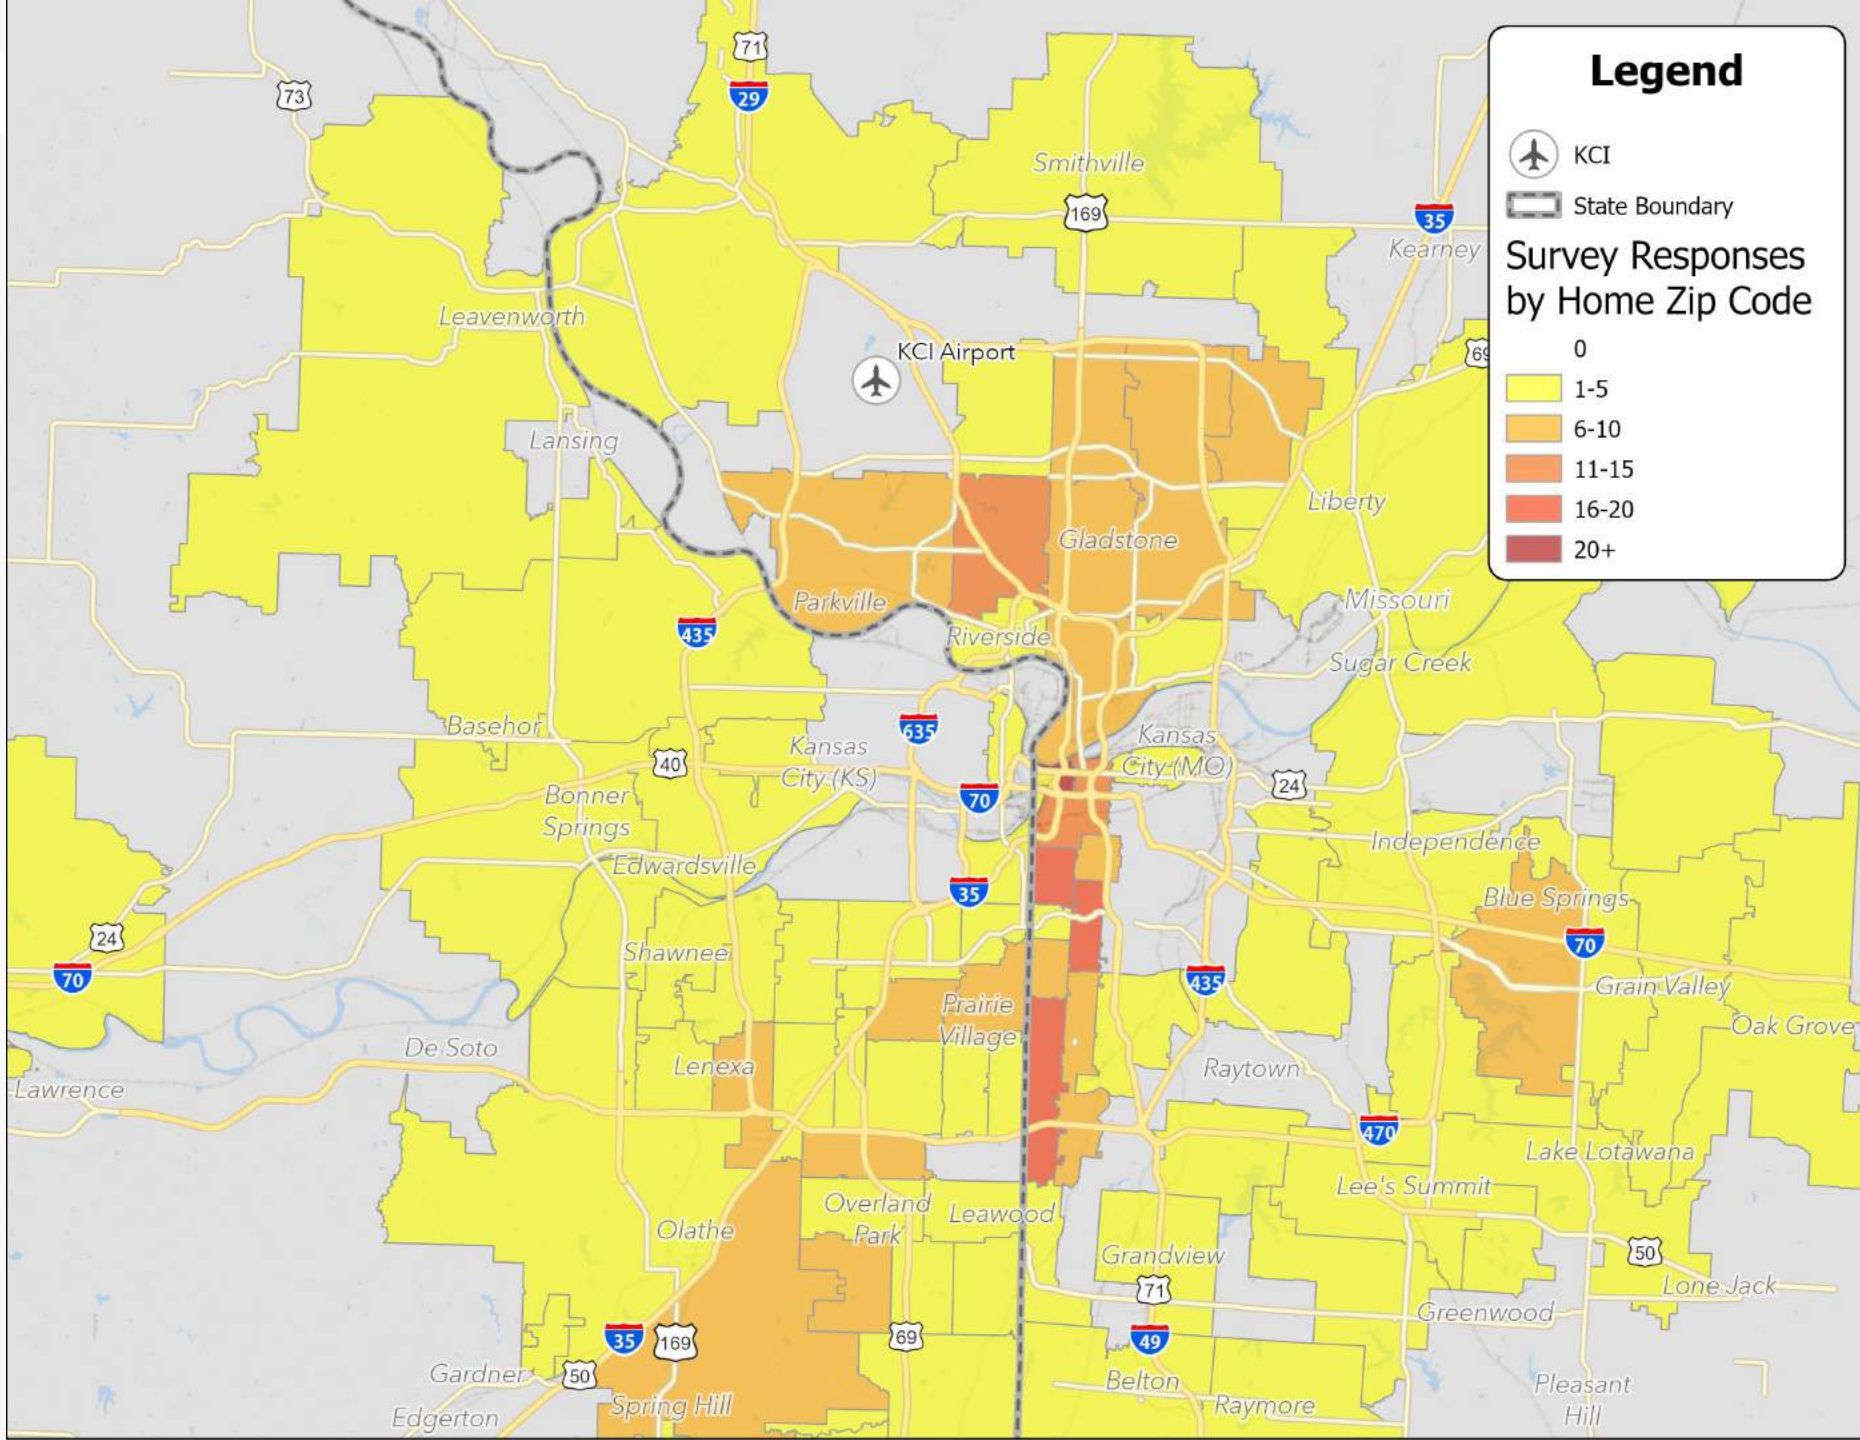 71
29
73
Smithville
169
35
Kearney
Leavenworth
KCI Airport
69
Lansing
Liberty
Gladstone
Parkville
Missouri
435
Riverside
Sugar Creek
Basehor
635
Kansas
City (KS)
Kansas
City (MO)
40
70
24
Bonner
Springs
Independence
Edwardsville
35
Blue Springs
24
Shawnee
70
70
435
Grain Valley
Prairie
Village
Oak Grove
De Soto
Lenexa
Raytown
Lawrence
470
Lake Lotawana
Lee's Summit
Overland
Park
Leawood
Olathe
Grandview
50
71
Lone Jack
Greenwood
35
169
69
49
Gardner
50
Belton
Pleasant
Hill
Edgerton
Spring Hill
Raymore
Legend
KCI
State Boundary
Survey Responses
by Home Zip Code
0
1-5
6-10
11-15
16-20
20+